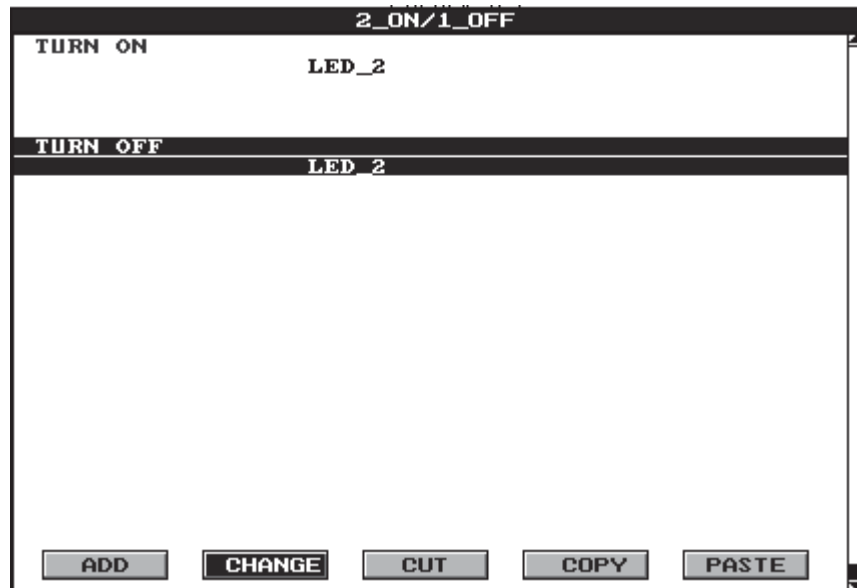 2_ON/1_OFF
TURN ON
LED_2
TURN OFF
LED_2
ADD CHANGE CUT COPY PASTE